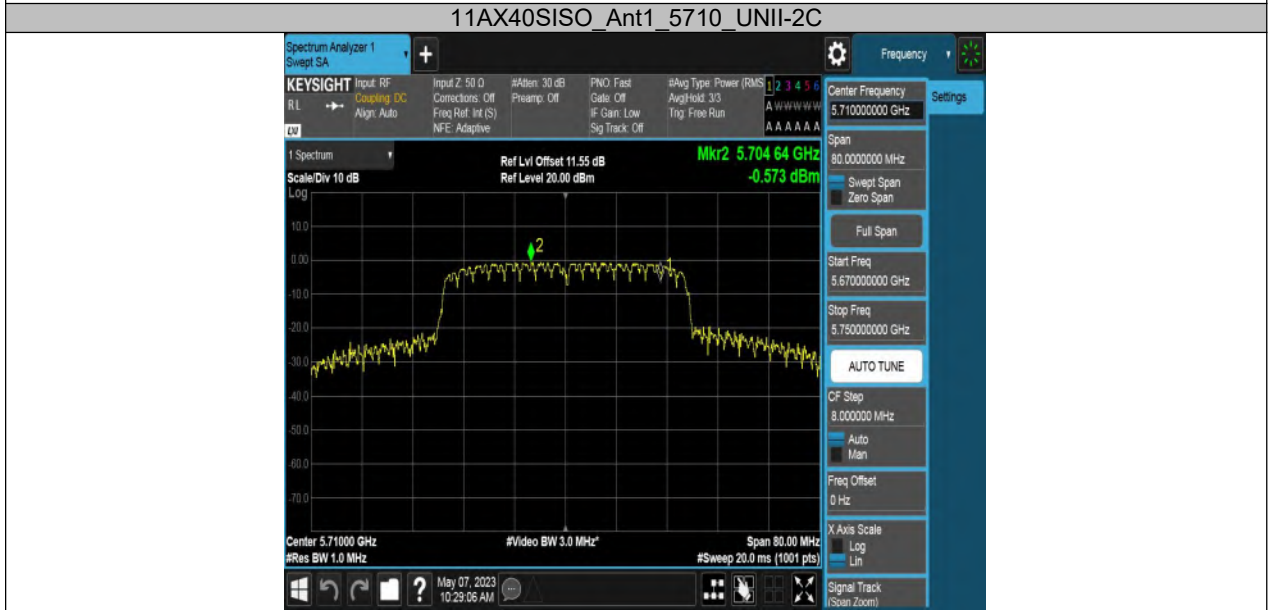 11AX40SISO_Ant1_5710_UNII-2C
Spectrum Analyzer 1
Swept SA
+
Frequency
KEYSIGHT
RL
LXI
Input: RF
Coupling: DC
Align: Auto
Input Z: 50 Ω
Corrections: Off
Freq Ref: Int (S)
NFE: Adaptive
#Atten: 30 dB
Preamp: Off
PNO: Fast
Gate: Off
IF Gain: Low
Sig Track: Off
#Avg Type: Power (RMS
Avg|Hold: 3/3
Trig: Free Run
1 2 3 4 5 6
A W W W W W
A A A A A A
1 Spectrum
Scale/Div 10 dB
Log
Ref Lvl Offset 11.55 dB
Ref Level 20.00 dBm
Mkr2 5.704 64 GHz
-0.573 dBm
10.0
0.00
-10.0
-20.0
-30.0
-40.0
-50.0
-60.0
-70.0
2
1
Center 5.71000 GHz
#Res BW 1.0 MHz
#Video BW 3.0 MHz*
Span 80.00 MHz
#Sweep 20.0 ms (1001 pts)
?
May 07, 2023
10:29:06 AM
Center Frequency
5.710000000 GHz
Settings
Span
80.0000000 MHz
Swept Span
Zero Span
Full Span
Start Freq
5.670000000 GHz
Stop Freq
5.750000000 GHz
AUTO TUNE
CF Step
8.000000 MHz
Auto
Man
Freq Offset
0 Hz
X Axis Scale
Log
Lin
Signal Track
(Span Zoom)